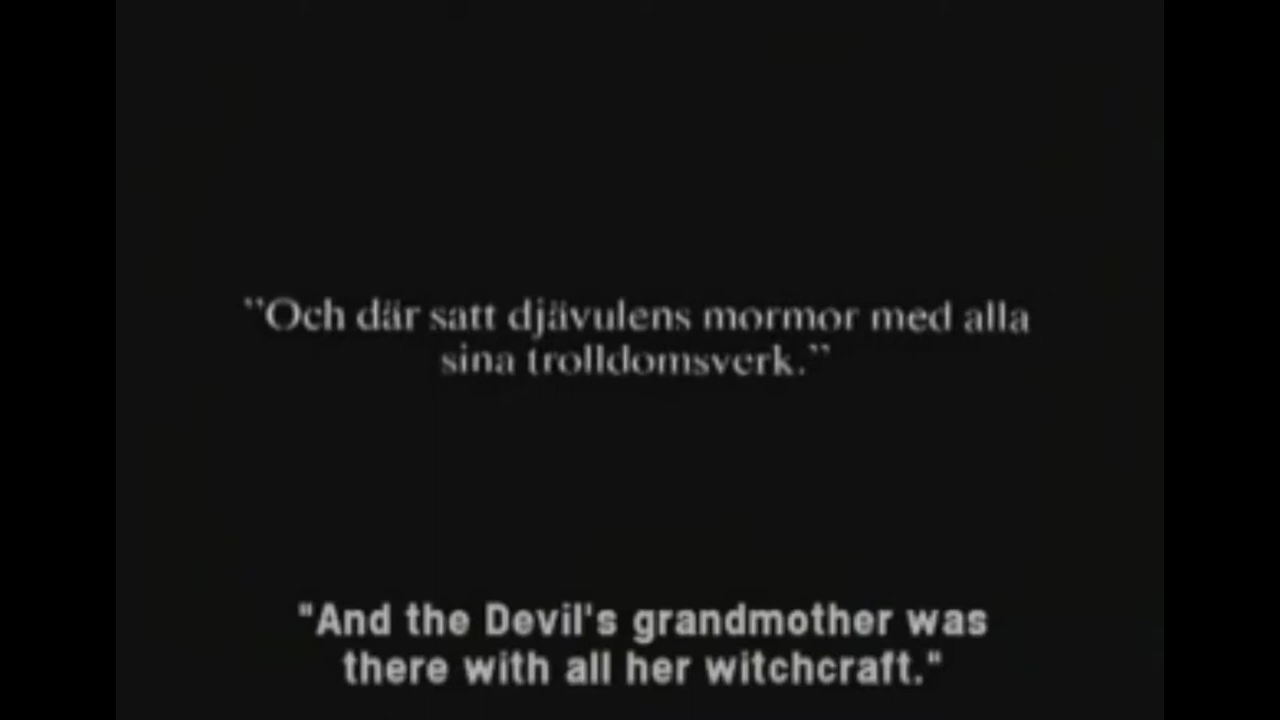 ”Och där satt djävulens mormor med alla
sina trolldomsverk.”
"And the Devil's grandmother was
there with all her witchcraft."